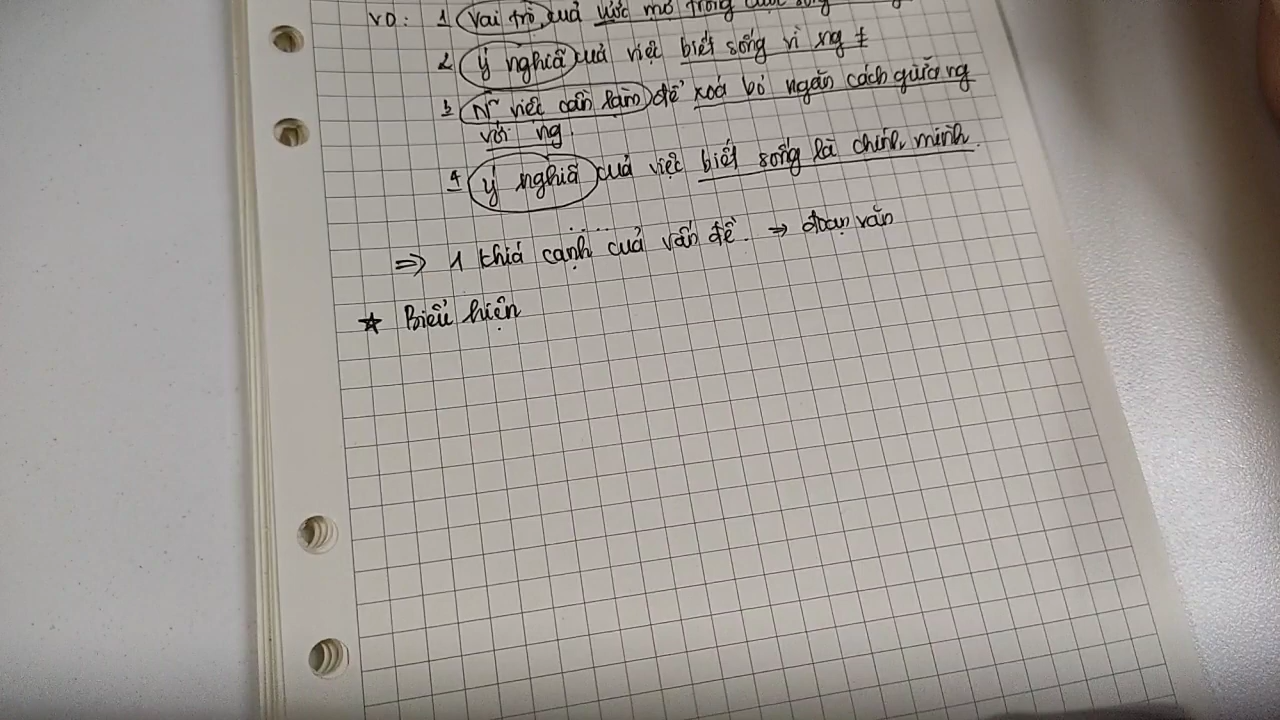 VD: 1 Vai trò của ước mơ trong cuộc sống
2 Ý nghĩa của việc biết sống vì ng ≠
3 N~ việc cần làm để xoá bỏ ngăn cách giữa ng
với ng
4 Ý nghĩa của việc biết sống là chính mình.
⇒ 1 khía cạnh của vấn đề. ⇒ đoạn văn
☆ Biểu hiện